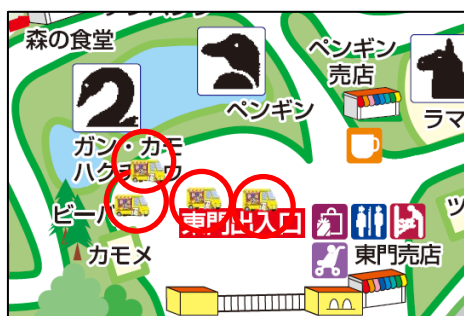 森の食堂
ペンギン
売店
ペンギン
ラマ
ガン・カモ
ハク
ウ
ビーバ
カモメ
東門出入口
東門売店
ツ